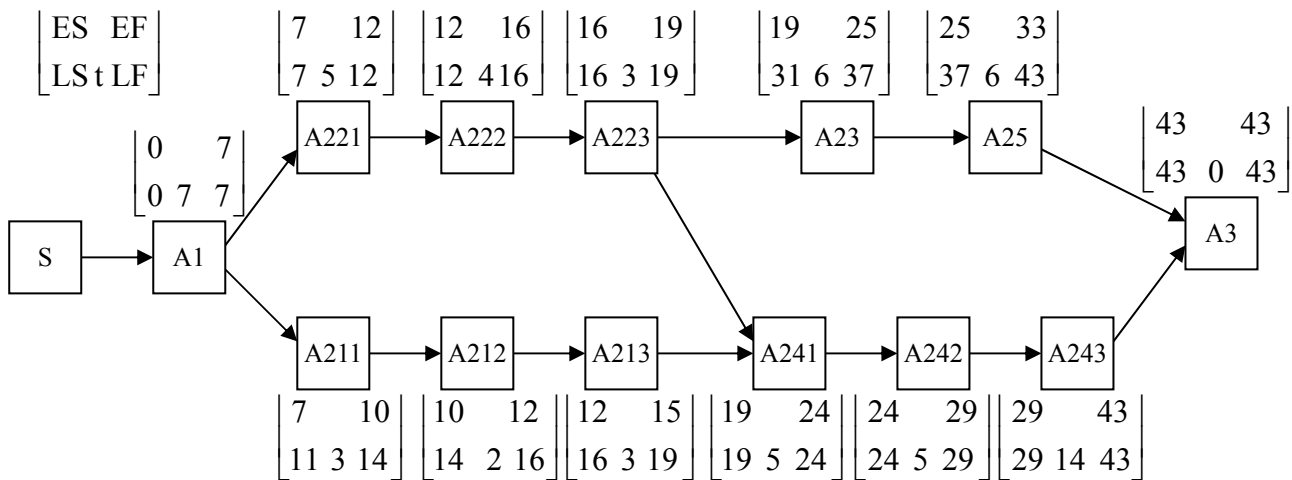 ES EF
LS t LF
7 12
7 5 12
12 16
12 4 16
16 19
16 3 19
19 25
31 6 37
25 33
37 6 43
A221
A222
A223
A23
A25
0 7
0 7 7
43 43
43 0 43
S
A1
A3
A211
A212
A213
A241
A242
A243
7 10
11 3 14
10 12
14 2 16
12 15
16 3 19
19 24
19 5 24
24 29
24 5 29
29 43
29 14 43